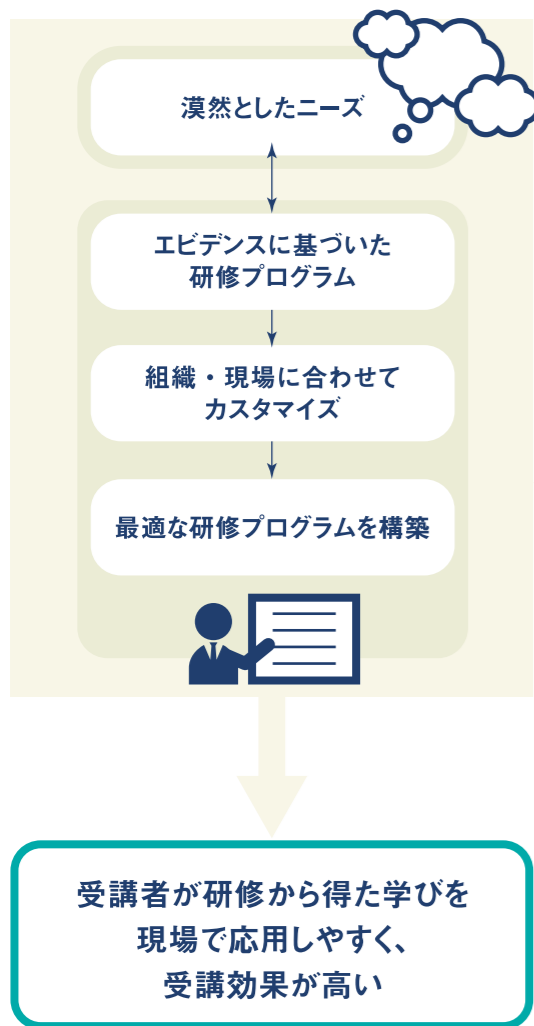 漠然としたニーズ
エビデンスに基づいた
研修プログラム
組織・現場に合わせて
カスタマイズ
最適な研修プログラムを構築
受講者が研修から得た学びを
現場で応用しやすく、
受講効果が高い